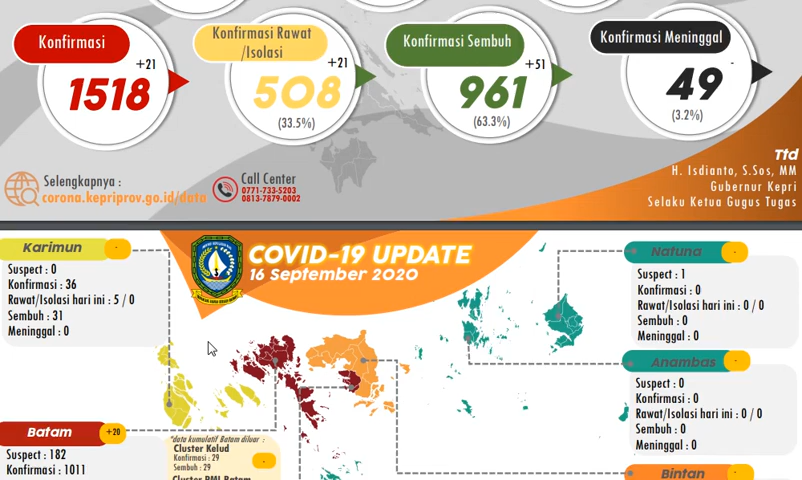 Konfirmasi
+21
1518
Konfirmasi Rawat
/Isolasi
+21
508
(33.5%)
Konfirmasi Sembuh
+51
961
(63.3%)
Konfirmasi Meninggal
-
49
(3.2%)
Selengkapnya :
corona.kepriprov.go.id/data
Call Center
0771-733-5203
0813-7879-0002
Ttd
H. Isdianto, S.Sos, MM
Gubernur Kepri
Selaku Ketua Gugus Tugas
COVID-19 UPDATE
16 September 2020
Karimun
-
Suspect : 0
Konfirmasi : 36
Rawat/Isolasi hari ini : 5 / 0
Sembuh : 31
Meninggal : 0
Natuna
-
Suspect : 1
Konfirmasi : 0
Rawat/Isolasi hari ini : 0 / 0
Sembuh : 0
Meninggal : 0
Anambas
-
Suspect : 0
Konfirmasi : 0
Rawat/Isolasi hari ini : 0 / 0
Sembuh : 0
Meninggal : 0
Batam
+20
Suspect : 182
Konfirmasi : 1011
*data kumulatif Batam diluar :
Cluster Kelud
Konfirmasi : 29
Sembuh : 29
-
Cluster PMI Batam
Bintan
-